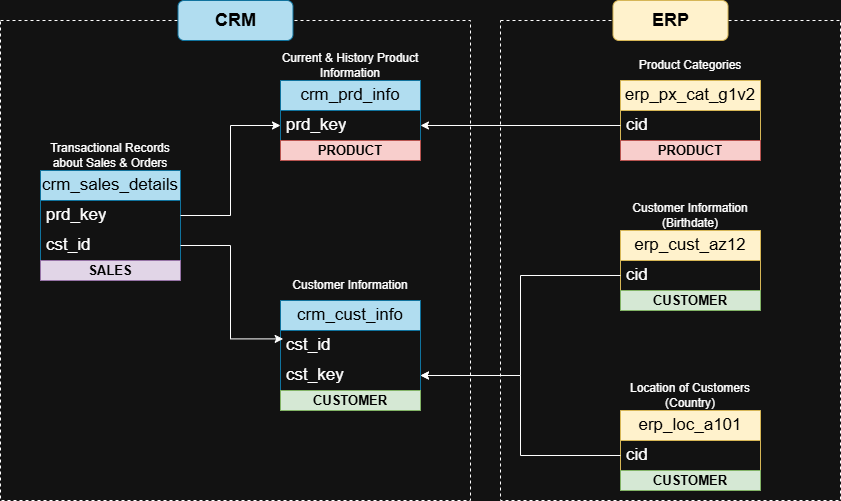 CRM
ERP
Current & History Product
Information
crm_prd_info
prd_key
PRODUCT
Product Categories
erp_px_cat_g1v2
cid
PRODUCT
Transactional Records
about Sales & Orders
crm_sales_details
prd_key
cst_id
SALES
Customer Information
crm_cust_info
cst_id
cst_key
CUSTOMER
Customer Information
(Birthdate)
erp_cust_az12
cid
CUSTOMER
Location of Customers
(Country)
erp_loc_a101
cid
CUSTOMER